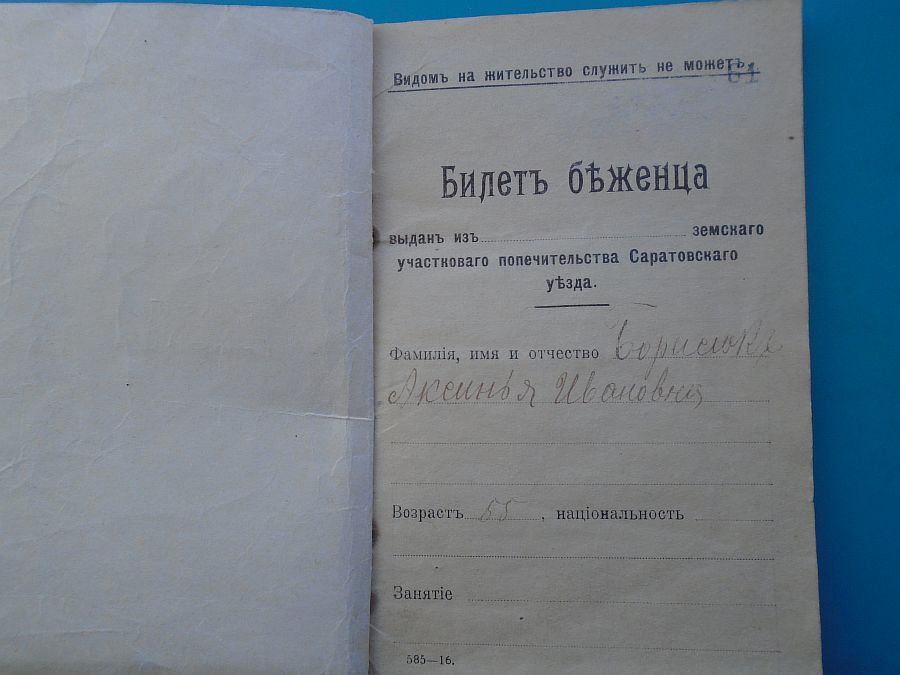 Видомъ на жительство служить не можетъ.
Билетъ бѣженца
выданъ изъ земскаго
участковаго попечительства Саратовскаго
уѣзда.
Фамилія, имя и отчество Борисюкъ
Аксинья Ивановна
Возрастъ 55, національность
Занятіе
585—16.